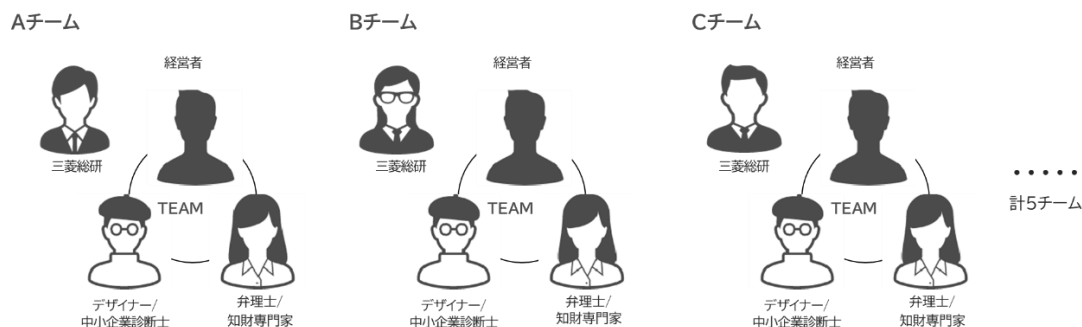 Aチーム
経営者
三菱総研
TEAM
デザイナー/
中小企業診断士
弁理士/
知財専門家
Bチーム
経営者
三菱総研
TEAM
デザイナー/
中小企業診断士
弁理士/
知財専門家
Cチーム
経営者
三菱総研
TEAM
デザイナー/
中小企業診断士
弁理士/
知財専門家
・・・・・
計5チーム